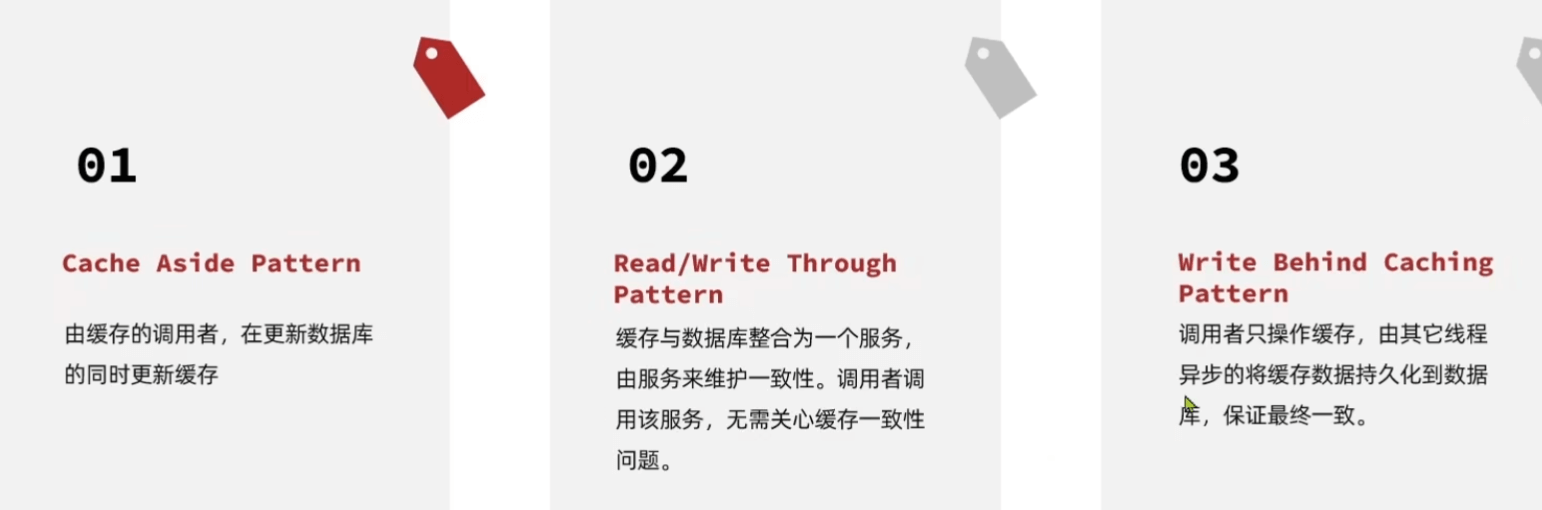 01
Cache Aside Pattern
由缓存的调用者，在更新数据库
的同时更新缓存
02
Read/Write Through
Pattern
缓存与数据库整合为一个服务，
由服务来维护一致性。调用者调
用该服务，无需关心缓存一致性
问题。
03
Write Behind Caching
Pattern
调用者只操作缓存，由其它线程
异步的将缓存数据持久化到数据
库，保证最终一致。